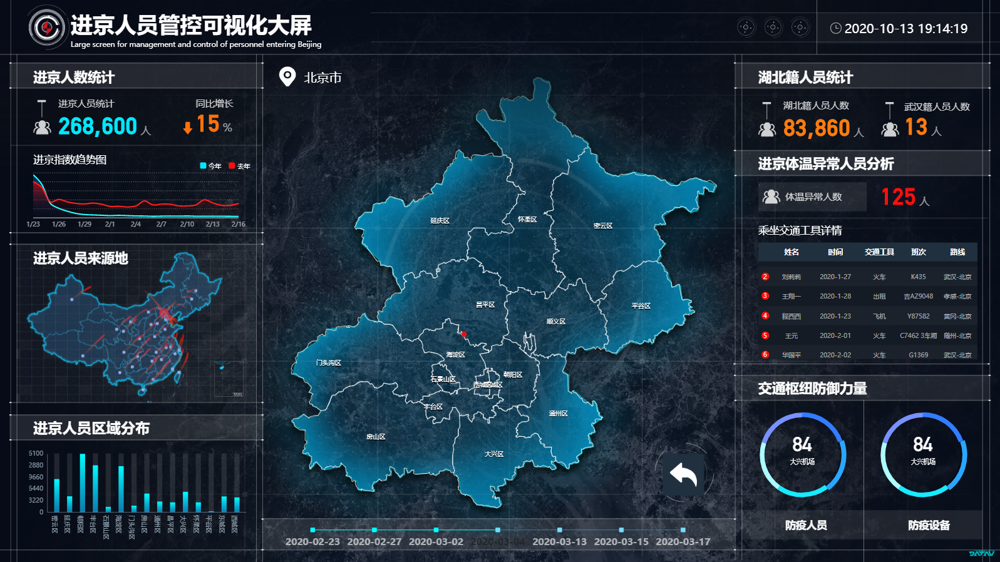 进京人员管控可视化大屏
Large screen for management and control of personnel entering Beijing
2020-10-13 19:14:19
进京人数统计
进京人员统计
268,600 人
同比增长
15 %
进京指数趋势图
今年 去年
1/23 1/26 1/29 2/1 2/4 2/7 2/10 2/13 2/16
进京人员来源地
进京人员区域分布
5100
2880
9660
6440
3220
0
密云区 延庆区 朝阳区 丰台区 石景山区 海淀区 门头沟区 房山区 通州区 昌平区 大兴区 怀柔区 平谷区 东城区 西城区
北京市
延庆区
怀柔区
密云区
昌平区
平谷区
顺义区
海淀区
门头沟区
朝阳区
石景山区
西城区
丰台区
通州区
房山区
大兴区
2020-02-23 2020-02-27 2020-03-02 2020-03-04 2020-03-13 2020-03-15 2020-03-17
湖北籍人员统计
湖北籍人员人数
83,860 人
武汉籍人员人数
13 人
进京体温异常人员分析
体温异常人数
125 人
乘坐交通工具详情
姓名 时间 交通工具 班次 路线
2 刘莉莉 2020-1-27 火车 K435 武汉-北京
3 王翔一 2020-1-28 出租 吉AZ9048 孝感-北京
4 程西西 2020-1-23 飞机 Y87582 黄冈-北京
5 王元 2020-2-01 火车 C7462 3车厢 随州-北京
6 华国平 2020-2-02 火车 G1369 武汉-北京
交通枢纽防御力量
84
大兴机场
防疫人员
84
大兴机场
防疫设备
DATAV